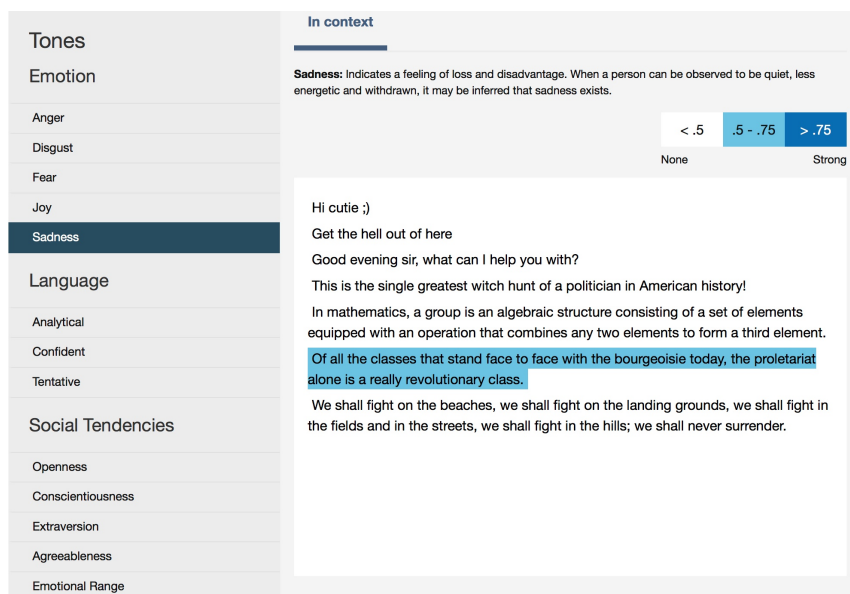 Tones
Emotion
Anger
Disgust
Fear
Joy
Sadness
Language
Analytical
Confident
Tentative
Social Tendencies
Openness
Conscientiousness
Extraversion
Agreeableness
Emotional Range
In context
Sadness: Indicates a feeling of loss and disadvantage. When a person can be observed to be quiet, less
energetic and withdrawn, it may be inferred that sadness exists.
< .5 .5 - .75 > .75
None Strong
Hi cutie ;)
Get the hell out of here
Good evening sir, what can I help you with?
This is the single greatest witch hunt of a politician in American history!
In mathematics, a group is an algebraic structure consisting of a set of elements
equipped with an operation that combines any two elements to form a third element.
Of all the classes that stand face to face with the bourgeoisie today, the proletariat
alone is a really revolutionary class.
We shall fight on the beaches, we shall fight on the landing grounds, we shall fight in
the fields and in the streets, we shall fight in the hills; we shall never surrender.